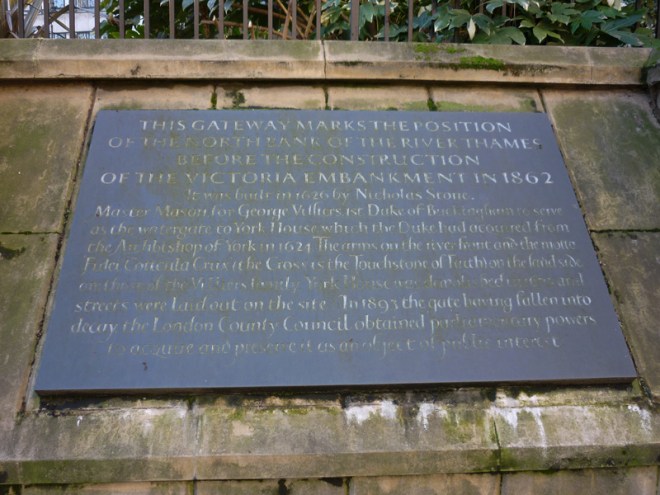 THIS GATEWAY MARKS THE POSITION
OF THE NORTH BANK OF THE RIVER THAMES
BEFORE THE CONSTRUCTION
OF THE VICTORIA EMBANKMENT IN 1862
It was built in 1626 by Nicholas Stone,
Master Mason for George Villiers 1st Duke of Buckingham to serve
as the watergate to York House which the Duke had acquired from
the Archbishop of York in 1624 The arms on the river front and the motto
Fidei Coticula Crux (the Cross is the Touchstone of Faith) on the land side
are those of the Villiers family York House was demolished and
streets were laid out on the site In 1893 the gate having fallen into
decay the London County Council obtained parliamentary powers
to acquire and preserve it as an object of public interest